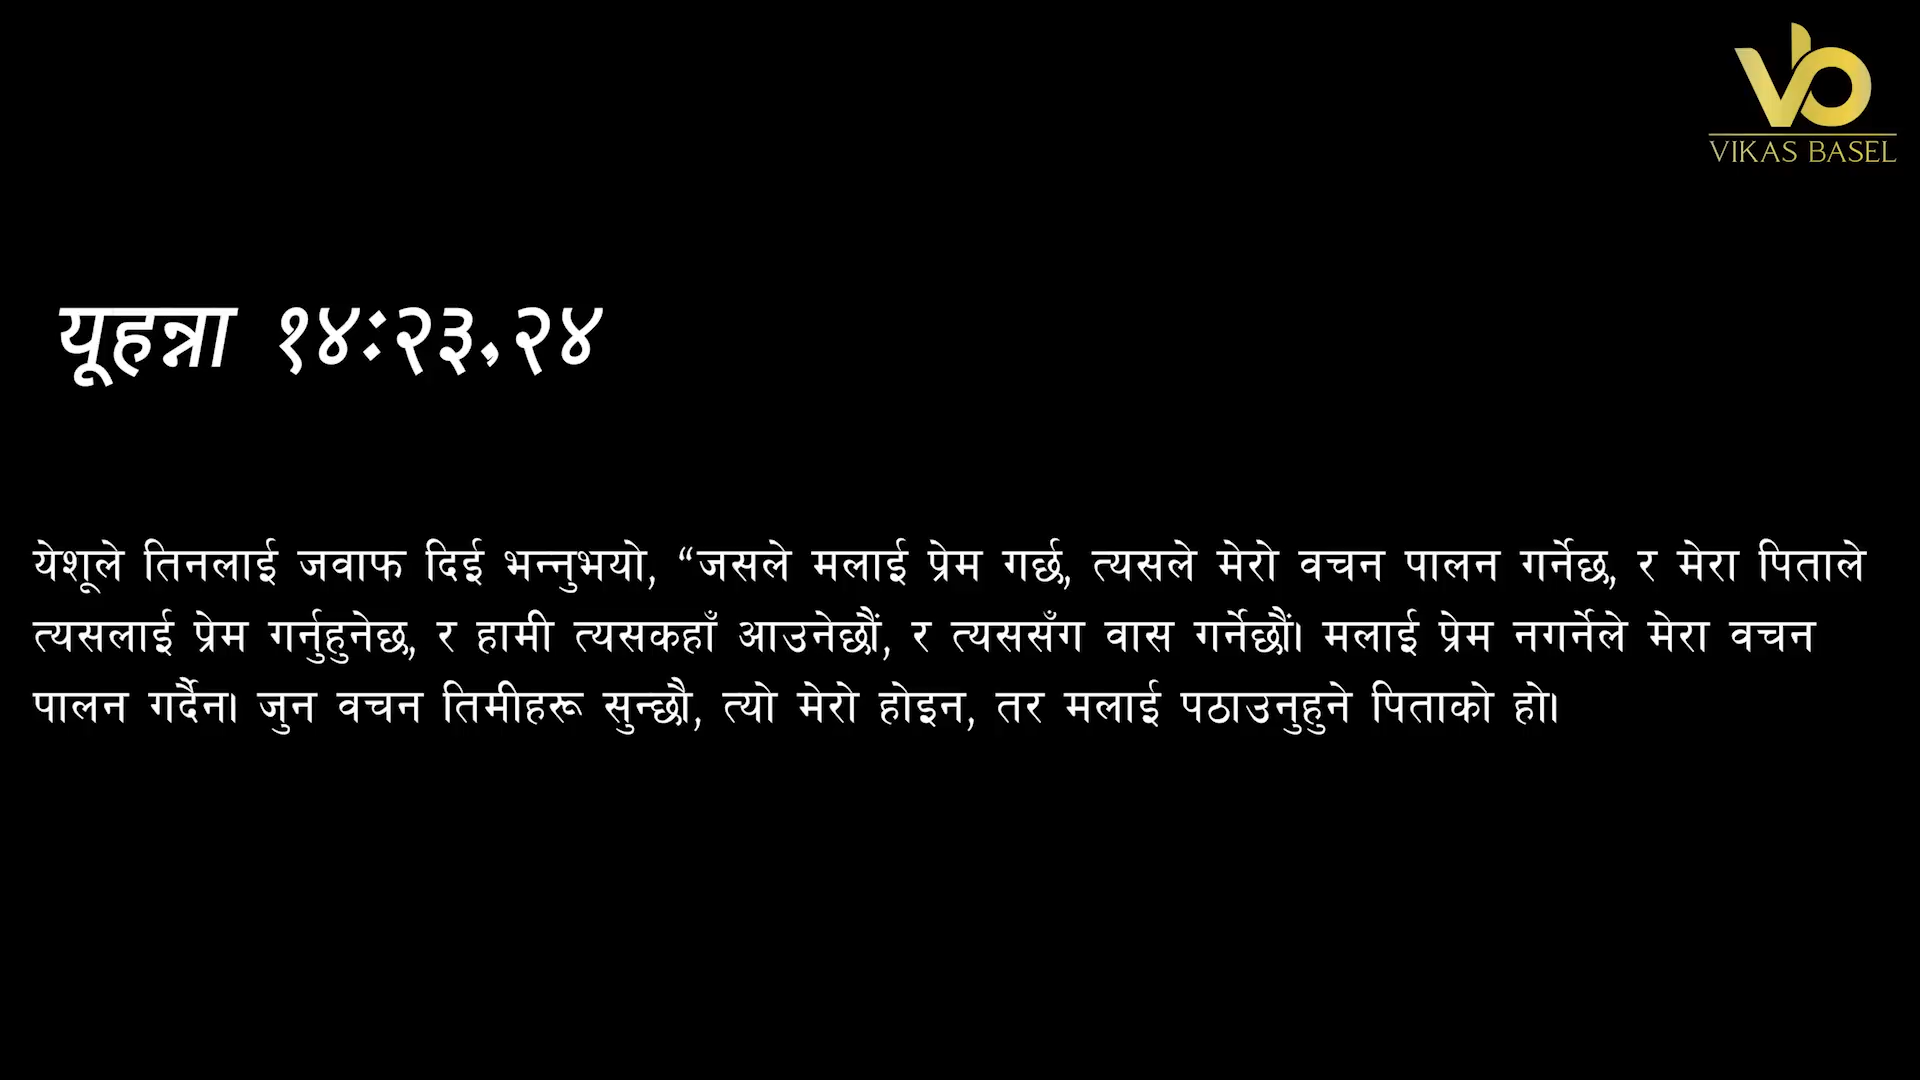 VIKAS BASEL
यूहन्ना १४:२३,२४
येशूले तिनलाई जवाफ दिई भन्नुभयो, “जसले मलाई प्रेम गर्छ, त्यसले मेरो वचन पालन गर्नेछ, र मेरा पिताले
त्यसलाई प्रेम गर्नुहुनेछ, र हामी त्यसकहाँ आउनेछौं, र त्यससँग वास गर्नेछौं। मलाई प्रेम नगर्नेले मेरा वचन
पालन गर्दैन। जुन वचन तिमीहरू सुन्छौ, त्यो मेरो होइन, तर मलाई पठाउनुहुने पिताको हो।